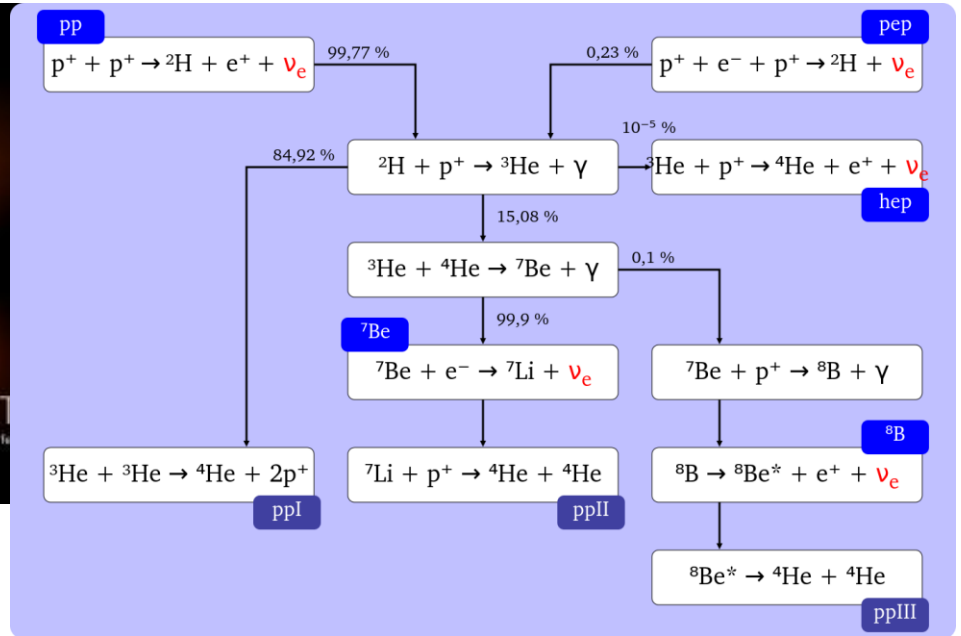 pp
p⁺ + p⁺ → ²H + e⁺ + νₑ
99,77 %
pep
0,23 %
p⁺ + e⁻ + p⁺ → ²H + νₑ
84,92 %
²H + p⁺ → ³He + γ
10⁻⁵ %
³He + p⁺ → ⁴He + e⁺ + νₑ
hep
15,08 %
³He + ⁴He → ⁷Be + γ
0,1 %
99,9 %
⁷Be
⁷Be + e⁻ → ⁷Li + νₑ
⁷Be + p⁺ → ⁸B + γ
³He + ³He → ⁴He + 2p⁺
ppI
⁷Li + p⁺ → ⁴He + ⁴He
ppII
⁸B
⁸B → ⁸Be* + e⁺ + νₑ
⁸Be* → ⁴He + ⁴He
ppIII